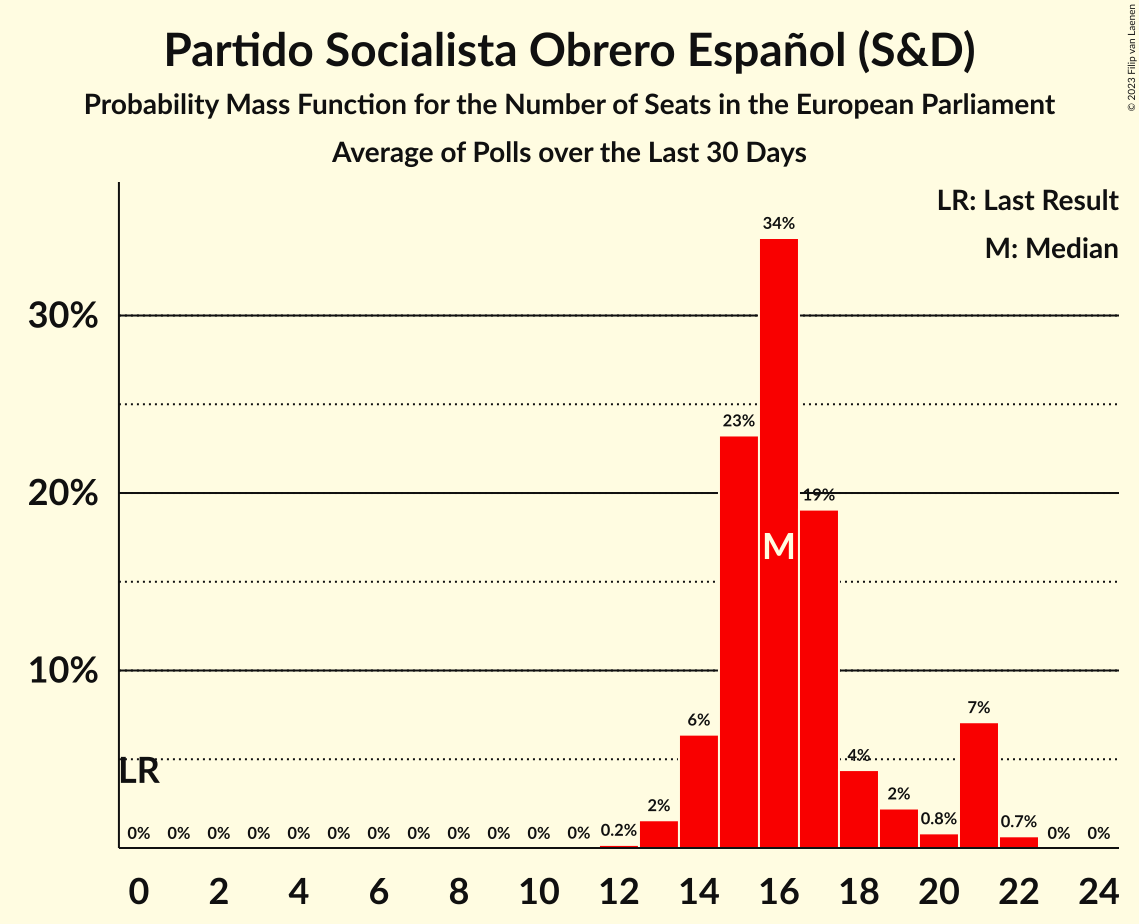 Partido Socialista Obrero Español (S&D)
Probability Mass Function for the Number of Seats in the European Parliament
Average of Polls over the Last 30 Days
© 2023 Filip van Laenen
LR: Last Result
M: Median
30%
20%
10%
34%
23%
19%
M
6%
7%
4%
LR
2%
2%
0% 0% 0% 0% 0% 0% 0% 0% 0% 0% 0% 0% 0.2% 0.8% 0.7% 0% 0%
0 2 4 6 8 10 12 14 16 18 20 22 24